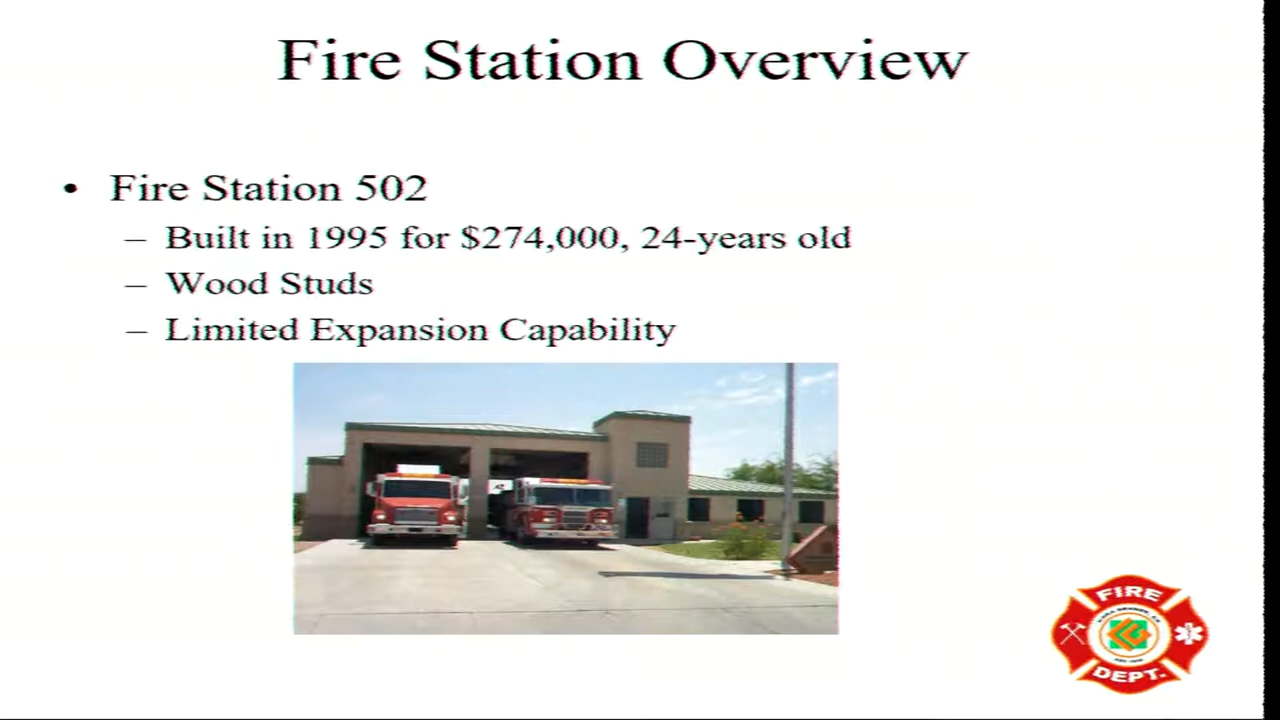 Fire Station Overview
• Fire Station 502
– Built in 1995 for $274,000, 24-years old
– Wood Studs
– Limited Expansion Capability
FIRE
DEPT.